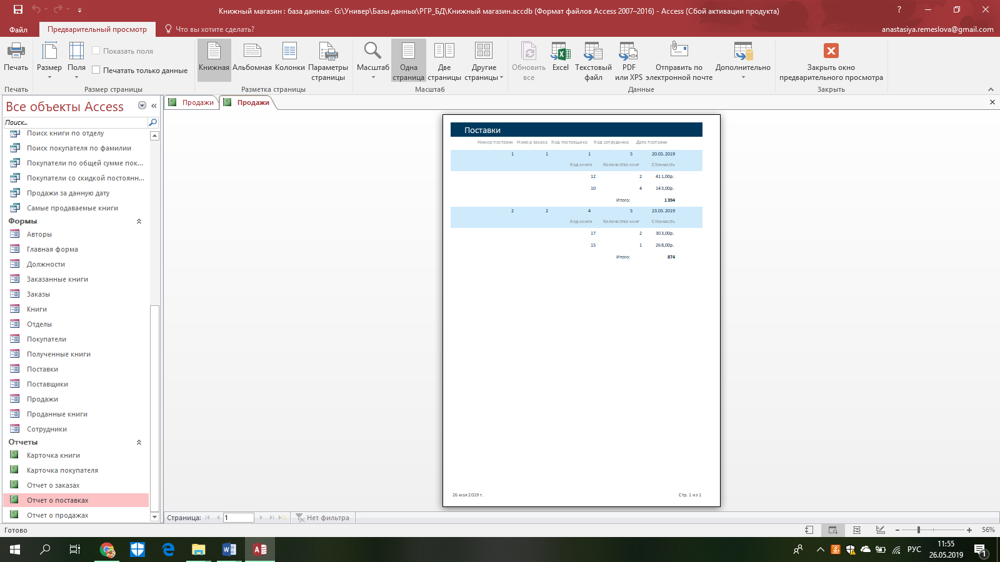 Книжный магазин : база данных- G:\Универ\Базы данных\РГР_БД\Книжный магазин.accdb (Формат файлов Access 2007–2016) - Access (Сбой активации продукта)
?
Файл
Предварительный просмотр
Что вы хотите сделать?
anastasiya.remeslova@gmail.com
Печать
Размер
Поля
Показать поля
Печатать только данные
Книжная
Альбомная
Колонки
Параметры страницы
Масштаб
Одна страница
Две страницы
Другие страницы
Обновить все
Excel
Текстовый файл
PDF или XPS
Отправить по электронной почте
Дополнительно
Закрыть окно предварительного просмотра
Печать
Размер страницы
Разметка страницы
Масштаб
Данные
Закрыть
Все объекты Access
Поиск...
Поиск книги по отделу
Поиск покупателя по фамилии
Покупатели по общей сумме пок...
Покупатели со скидкой постоянн...
Продажи за данную дату
Самые продаваемые книги
Формы
Авторы
Главная форма
Должности
Заказанные книги
Заказы
Книги
Отделы
Покупатели
Полученные книги
Поставки
Поставщики
Продажи
Проданные книги
Сотрудники
Отчеты
Карточка книги
Карточка покупателя
Отчет о заказах
Отчет о поставках
Отчет о продажах
Продажи
Продажи
Поставки
Номер поставки Номер заказа Код поставщика Код сотрудника Дата поставки
1 1 1 5 20.05.2019
Код книги Количество книг Стоимость
12 2 411,00р.
10 4 143,00р.
Итого: 1394
2 2 4 5 23.05.2019
Код книги Количество книг Стоимость
17 2 303,00р.
15 1 268,00р.
Итого: 874
26 мая 2019 г.
Стр. 1 из 1
Страница: 1 Нет фильтра
Готово
56%
РУС
11:55
26.05.2019
1